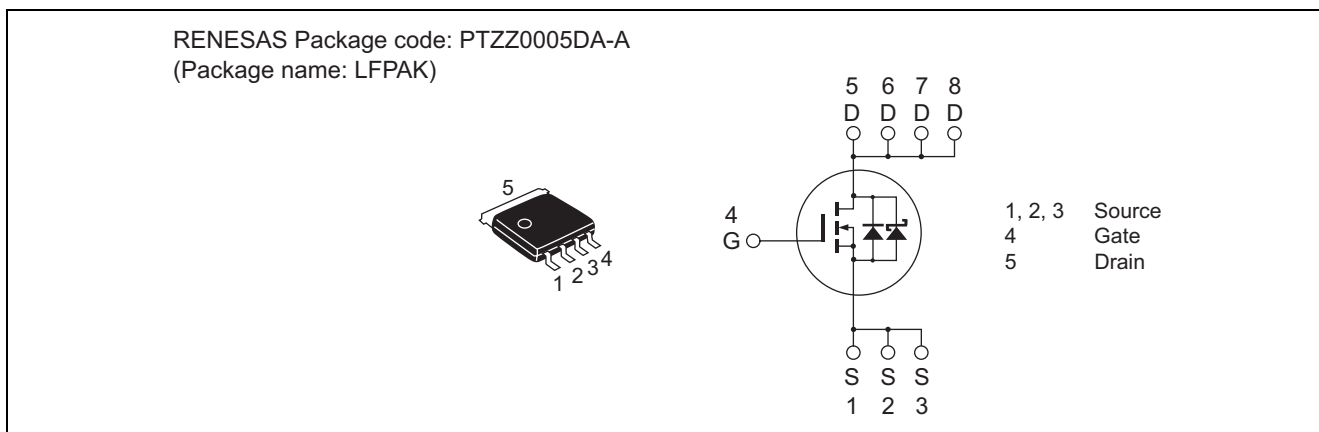 RENESAS Package code: PTZZ0005DA-A
(Package name: LFPAK)
5 6 7 8
D D D D
5
4
G
1 2 3 4
1, 2, 3 Source
4 Gate
5 Drain
S S S
1 2 3